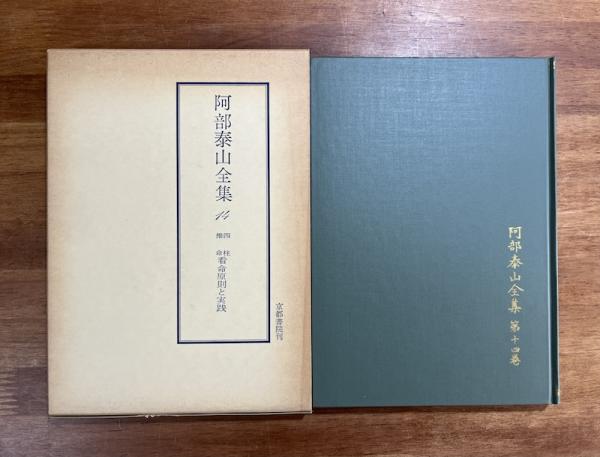 阿部泰山全集 14
四柱
推命
看命原則と実践
京都書院刊
阿部泰山全集 第十四巻